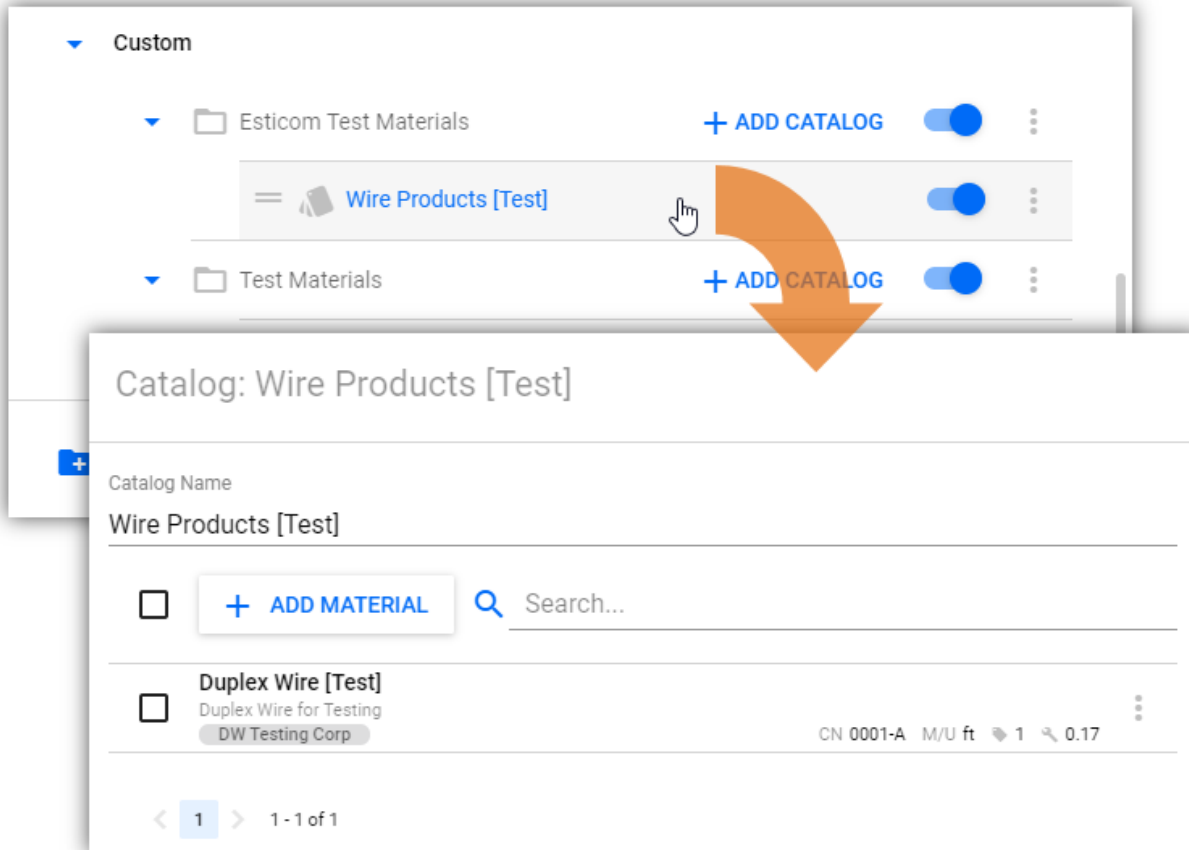 Custom
Esticom Test Materials + ADD CATALOG
Wire Products [Test]
Test Materials + ADD CATALOG
Catalog: Wire Products [Test]
Catalog Name
Wire Products [Test]
+ ADD MATERIAL Search...
Duplex Wire [Test]
Duplex Wire for Testing
DW Testing Corp CN 0001-A M/U ft 1 0.17
< 1 > 1 - 1 of 1